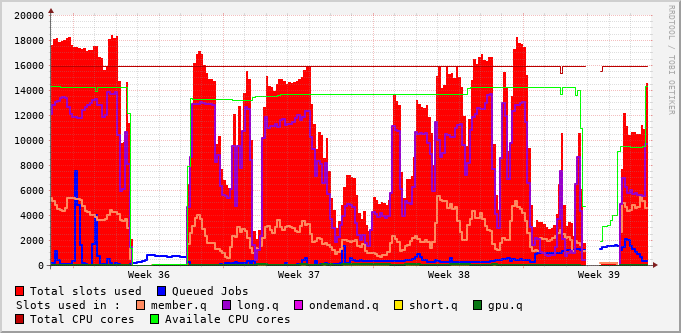 20000
18000
16000
14000
12000
10000
8000
6000
4000
2000
0
Week 36 Week 37 Week 38 Week 39
RRDTOOL / TOBI OETIKER
Total slots used Queued Jobs
Slots used in : member.q long.q ondemand.q short.q gpu.q
Total CPU cores Availale CPU cores